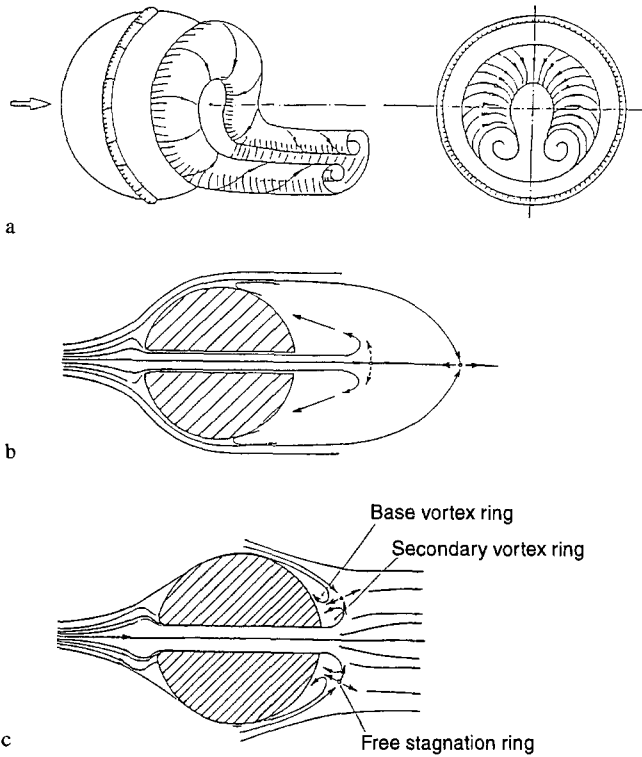 a
b
Base vortex ring
Secondary vortex ring
Free stagnation ring
c